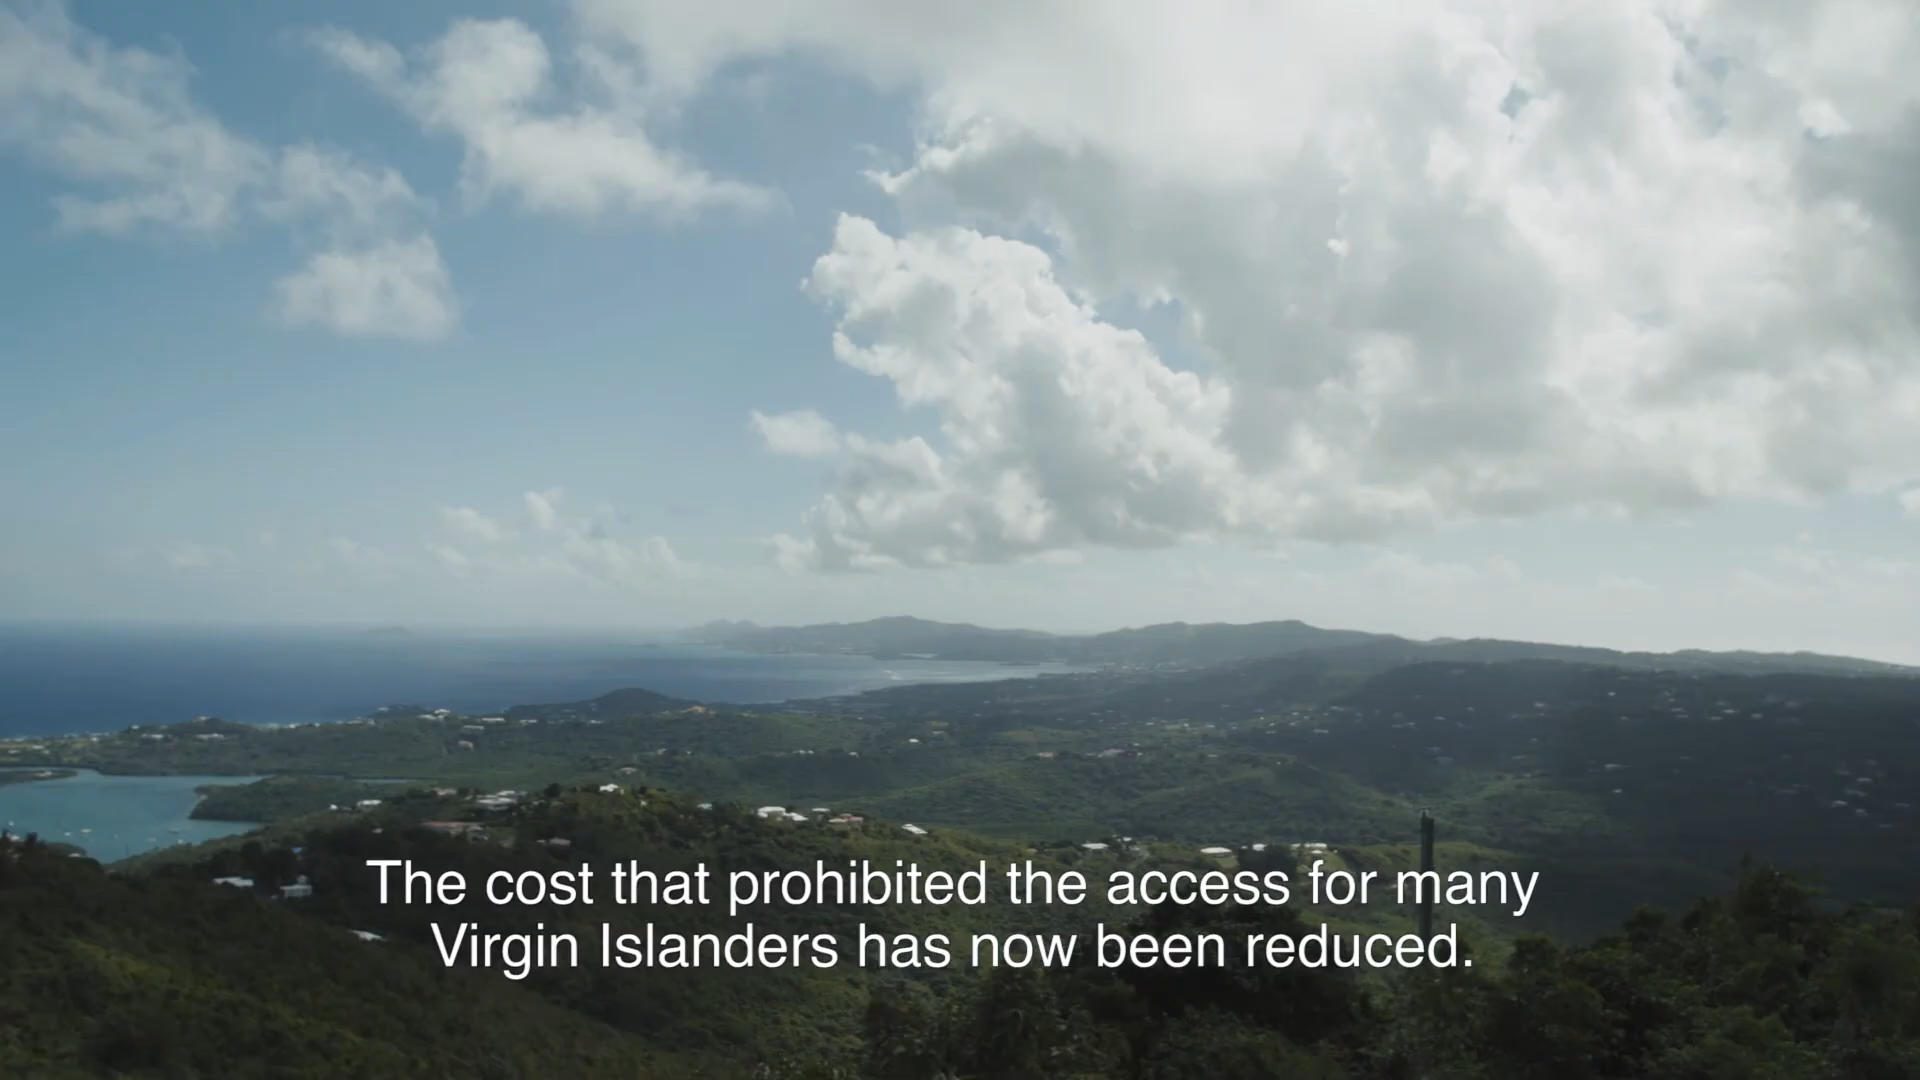 The cost that prohibited the access for many
Virgin Islanders has now been reduced.